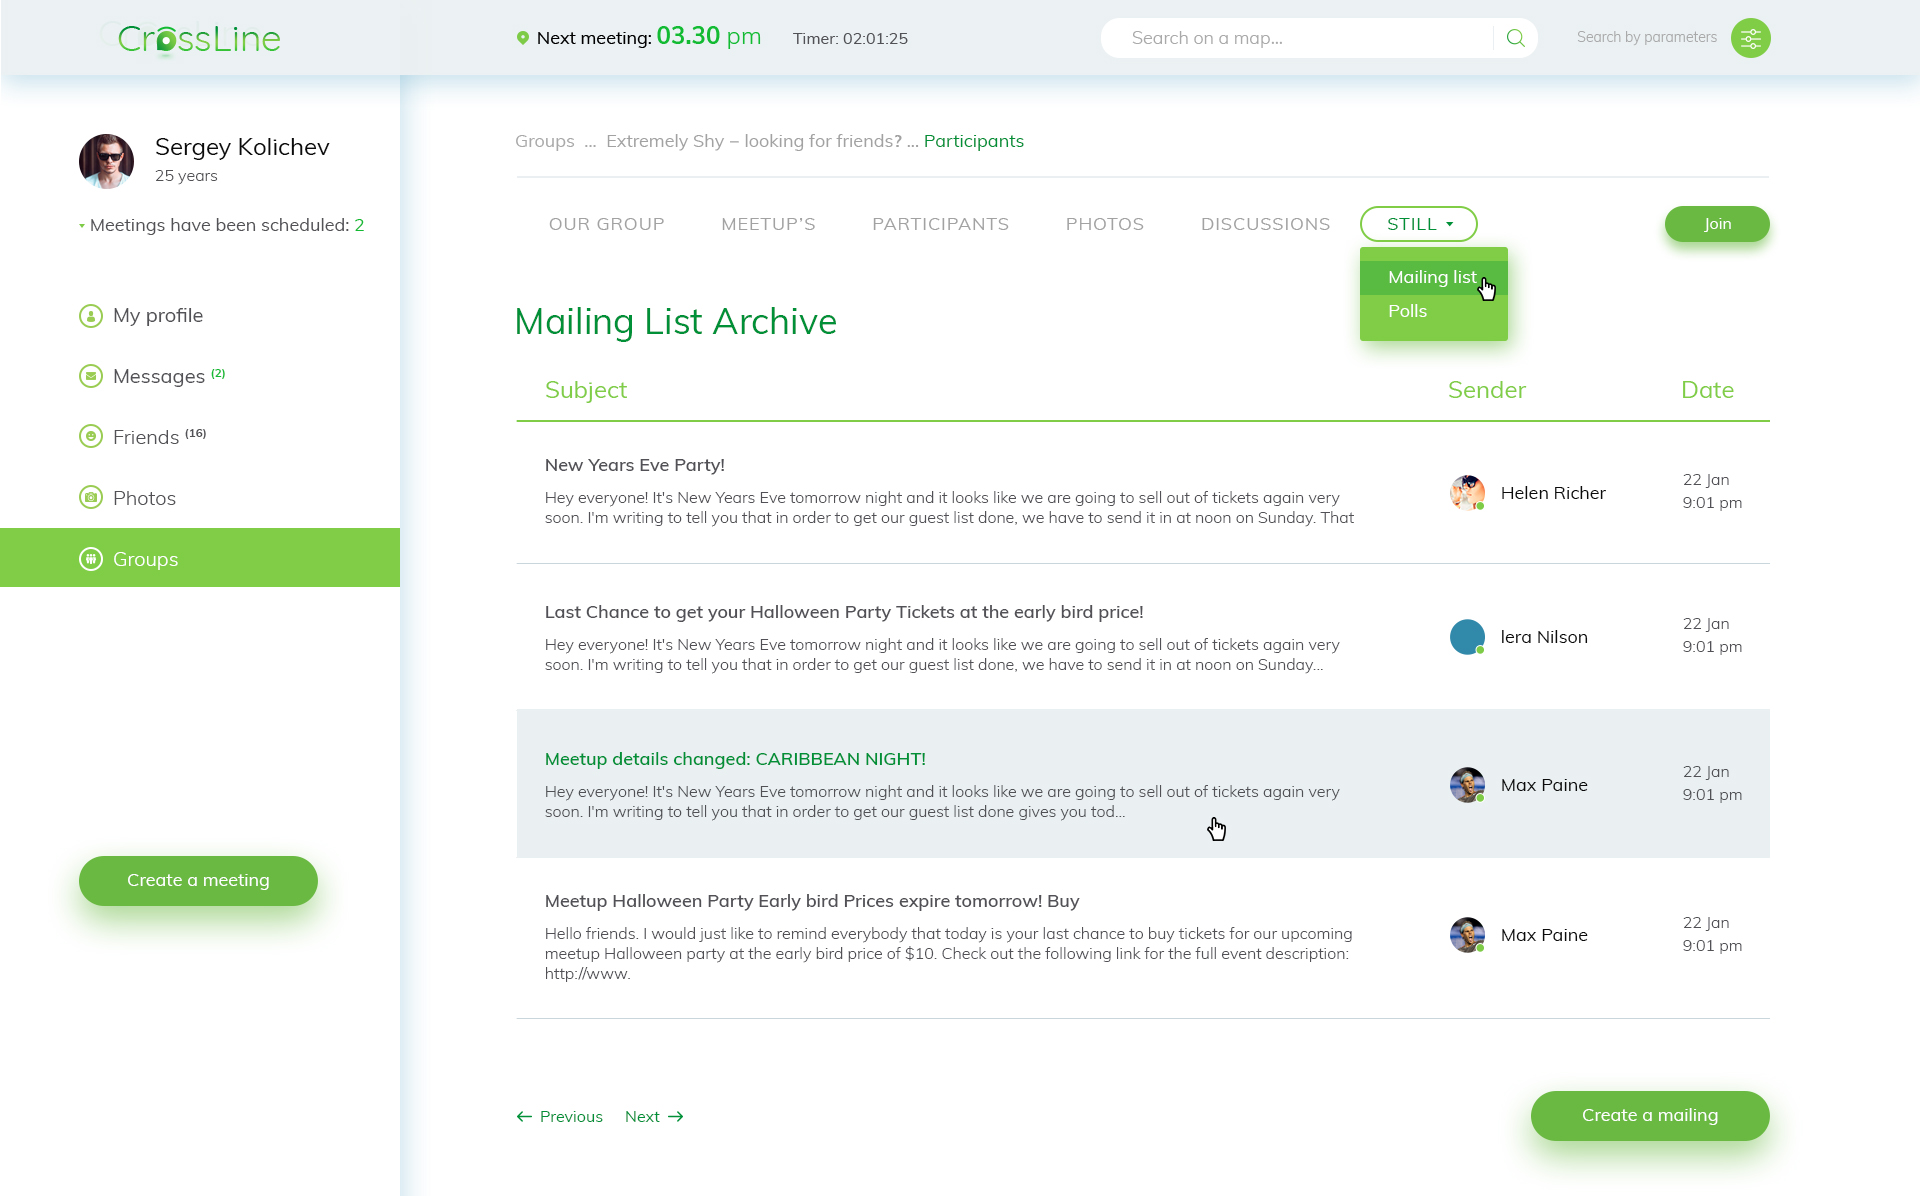 CrossLine
Next meeting: 03.30 pm
Timer: 02:01:25
Search on a map...
Search by parameters
Sergey Kolichev
25 years
Meetings have been scheduled: 2
My profile
Messages (2)
Friends (16)
Photos
Groups
Create a meeting
Groups ... Extremely Shy – looking for friends? ... Participants
OUR GROUP
MEETUP'S
PARTICIPANTS
PHOTOS
DISCUSSIONS
STILL
Join
Mailing list
Polls
Mailing List Archive
Subject
Sender
Date
New Years Eve Party!
Hey everyone! It's New Years Eve tomorrow night and it looks like we are going to sell out of tickets again very
soon. I'm writing to tell you that in order to get our guest list done, we have to send it in at noon on Sunday. That
Helen Richer
22 Jan
9:01 pm
Last Chance to get your Halloween Party Tickets at the early bird price!
Hey everyone! It's New Years Eve tomorrow night and it looks like we are going to sell out of tickets again very
soon. I'm writing to tell you that in order to get our guest list done, we have to send it in at noon on Sunday...
lera Nilson
22 Jan
9:01 pm
Meetup details changed: CARIBBEAN NIGHT!
Hey everyone! It's New Years Eve tomorrow night and it looks like we are going to sell out of tickets again very
soon. I'm writing to tell you that in order to get our guest list done gives you tod...
Max Paine
22 Jan
9:01 pm
Meetup Halloween Party Early bird Prices expire tomorrow! Buy
Hello friends. I would just like to remind everybody that today is your last chance to buy tickets for our upcoming
meetup Halloween party at the early bird price of $10. Check out the following link for the full event description:
http://www.
Max Paine
22 Jan
9:01 pm
Previous
Next
Create a mailing